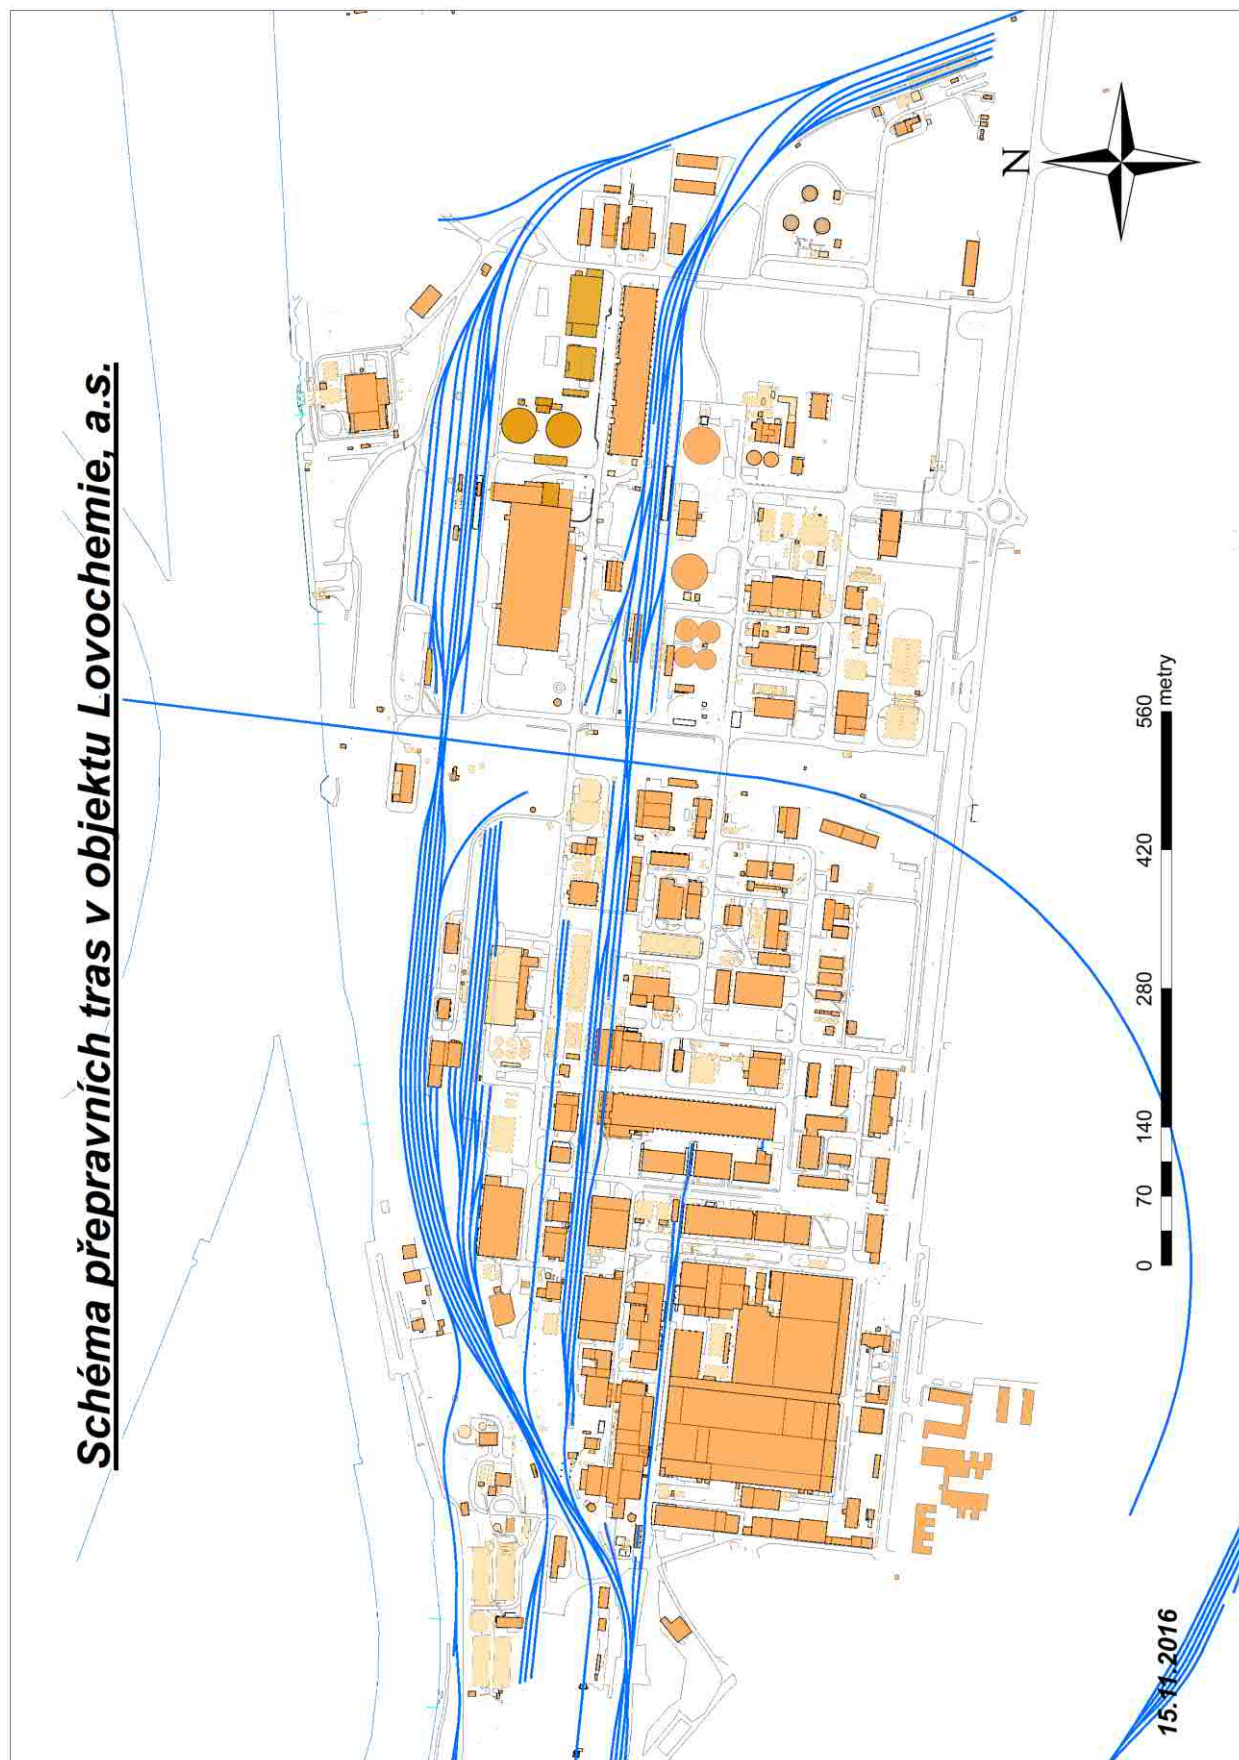 Schéma přepravních tras v objektu Lovochemie, a.s.
N
0 70 140 280 420 560
metry
15.11.2016